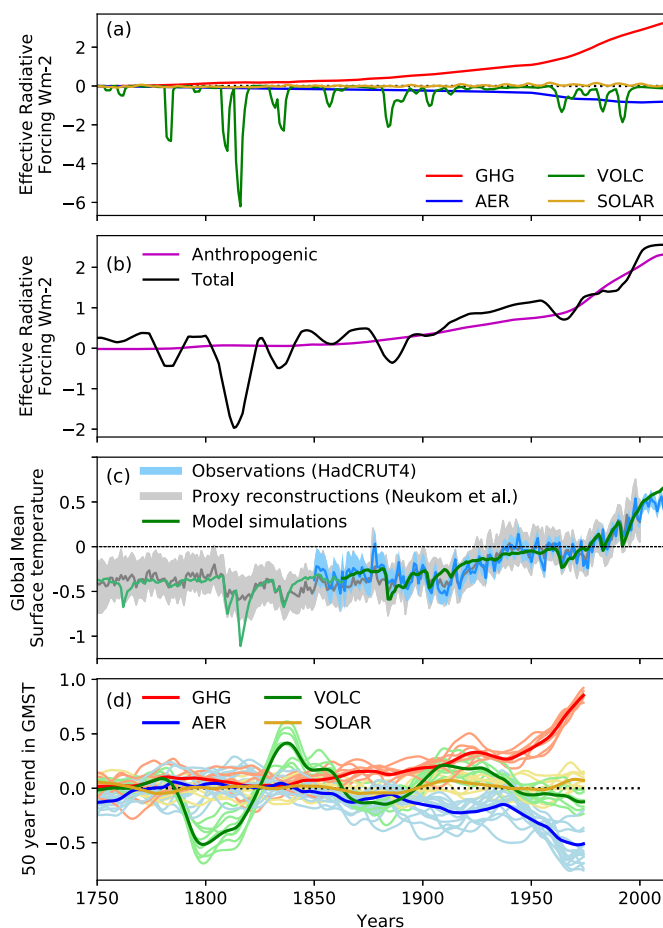 (a)
Effective Radiative
Forcing Wm-2
2
0
−2
−4
−6
GHG
AER
VOLC
SOLAR
(b)
Effective Radiative
Forcing Wm-2
2
1
0
−1
−2
Anthropogenic
Total
(c)
Global Mean
Surface temperature
0.5
0
-0.5
-1
Observations (HadCRUT4)
Proxy reconstructions (Neukom et al.)
Model simulations
(d)
50 year trend in GMST
1.0
0.5
0.0
−0.5
GHG
AER
VOLC
SOLAR
1750
1800
1850
1900
1950
2000
Years